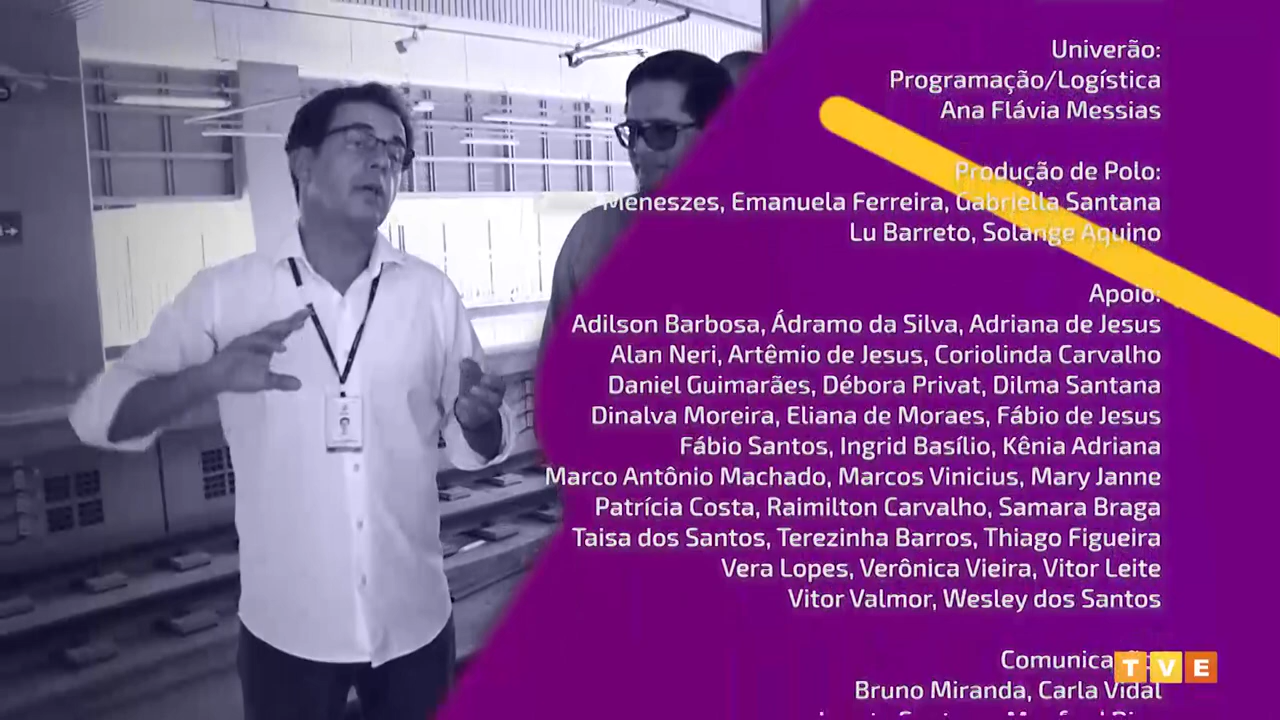 Univerão:
Programação/Logística
Ana Flávia Messias
Produção de Polo:
Meneszes, Emanuela Ferreira, Gabriella Santana
Lu Barreto, Solange Aquino
Apoio:
Adilson Barbosa, Ádramo da Silva, Adriana de Jesus
Alan Neri, Artêmio de Jesus, Coriolinda Carvalho
Daniel Guimarães, Débora Privat, Dilma Santana
Dinalva Moreira, Eliana de Moraes, Fábio de Jesus
Fábio Santos, Ingrid Basílio, Kênia Adriana
Marco Antônio Machado, Marcos Vinicius, Mary Janne
Patrícia Costa, Raimilton Carvalho, Samara Braga
Taisa dos Santos, Terezinha Barros, Thiago Figueira
Vera Lopes, Verônica Vieira, Vitor Leite
Vitor Valmor, Wesley dos Santos
TVE
Bruno Miranda, Carla Vidal